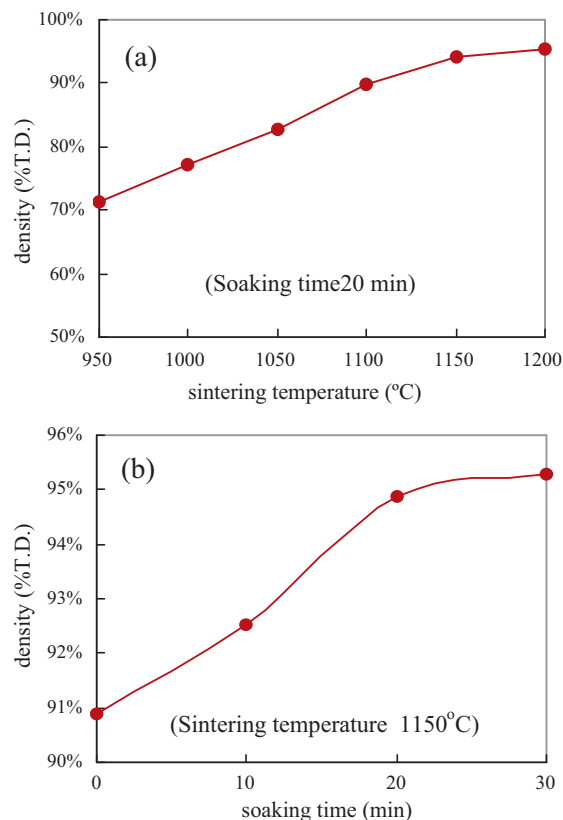 100%
(a)
90%
80%
70%
60%
50%
density (%T.D.)
(Soaking time20 min)
950 1000 1050 1100 1150 1200
sintering temperature (ºC)
96%
(b)
95%
94%
93%
92%
91%
90%
density (%T.D.)
(Sintering temperature 1150°C)
0 10 20 30
soaking time (min)